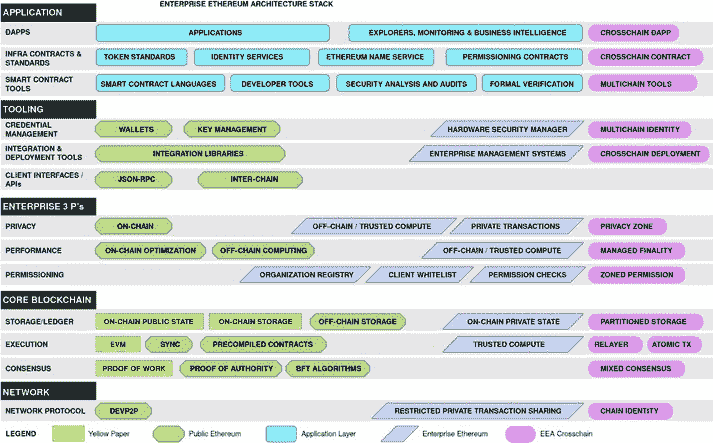 ENTERPRISE ETHEREUM ARCHITECTURE STACK
APPLICATION
DAPPS
APPLICATIONS
EXPLORERS, MONITORING & BUSINESS INTELLIGENCE
CROSSCHAIN DAPP
INFRA CONTRACTS & STANDARDS
TOKEN STANDARDS
IDENTITY SERVICES
ETHEREUM NAME SERVICE
PERMISSIONING CONTRACTS
CROSSCHAIN CONTRACT
SMART CONTRACT TOOLS
SMART CONTRACT LANGUAGES
DEVELOPER TOOLS
SECURITY ANALYSIS AND AUDITS
FORMAL VERIFICATION
MULTICHAIN TOOLS
TOOLING
CREDENTIAL MANAGEMENT
WALLETS
KEY MANAGEMENT
HARDWARE SECURITY MANAGER
MULTICHAIN IDENTITY
INTEGRATION & DEPLOYMENT TOOLS
INTEGRATION LIBRARIES
ENTERPRISE MANAGEMENT SYSTEMS
CROSSCHAIN DEPLOYMENT
CLIENT INTERFACES / APIs
JSON-RPC
INTER-CHAIN
ENTERPRISE 3 P's
PRIVACY
ON-CHAIN
OFF-CHAIN / TRUSTED COMPUTE
PRIVATE TRANSACTIONS
PRIVACY ZONE
PERFORMANCE
ON-CHAIN OPTIMIZATION
OFF-CHAIN COMPUTING
OFF-CHAIN / TRUSTED COMPUTE
MANAGED FINALITY
PERMISSIONING
ORGANIZATION REGISTRY
CLIENT WHITELIST
PERMISSION CHECKS
ZONED PERMISSION
CORE BLOCKCHAIN
STORAGE/LEDGER
ON-CHAIN PUBLIC STATE
ON-CHAIN STORAGE
OFF-CHAIN STORAGE
ON-CHAIN PRIVATE STATE
PARTITIONED STORAGE
EXECUTION
EVM
SYNC
PRECOMPILED CONTRACTS
TRUSTED COMPUTE
RELAYER
ATOMIC TX
CONSENSUS
PROOF OF WORK
PROOF OF AUTHORITY
BFT ALGORITHMS
MIXED CONSENSUS
NETWORK
NETWORK PROTOCOL
DEVP2P
RESTRICTED PRIVATE TRANSACTION SHARING
CHAIN IDENTITY
LEGEND
Yellow Paper
Public Ethereum
Application Layer
Enterprise Ethereum
EEA Crosschain